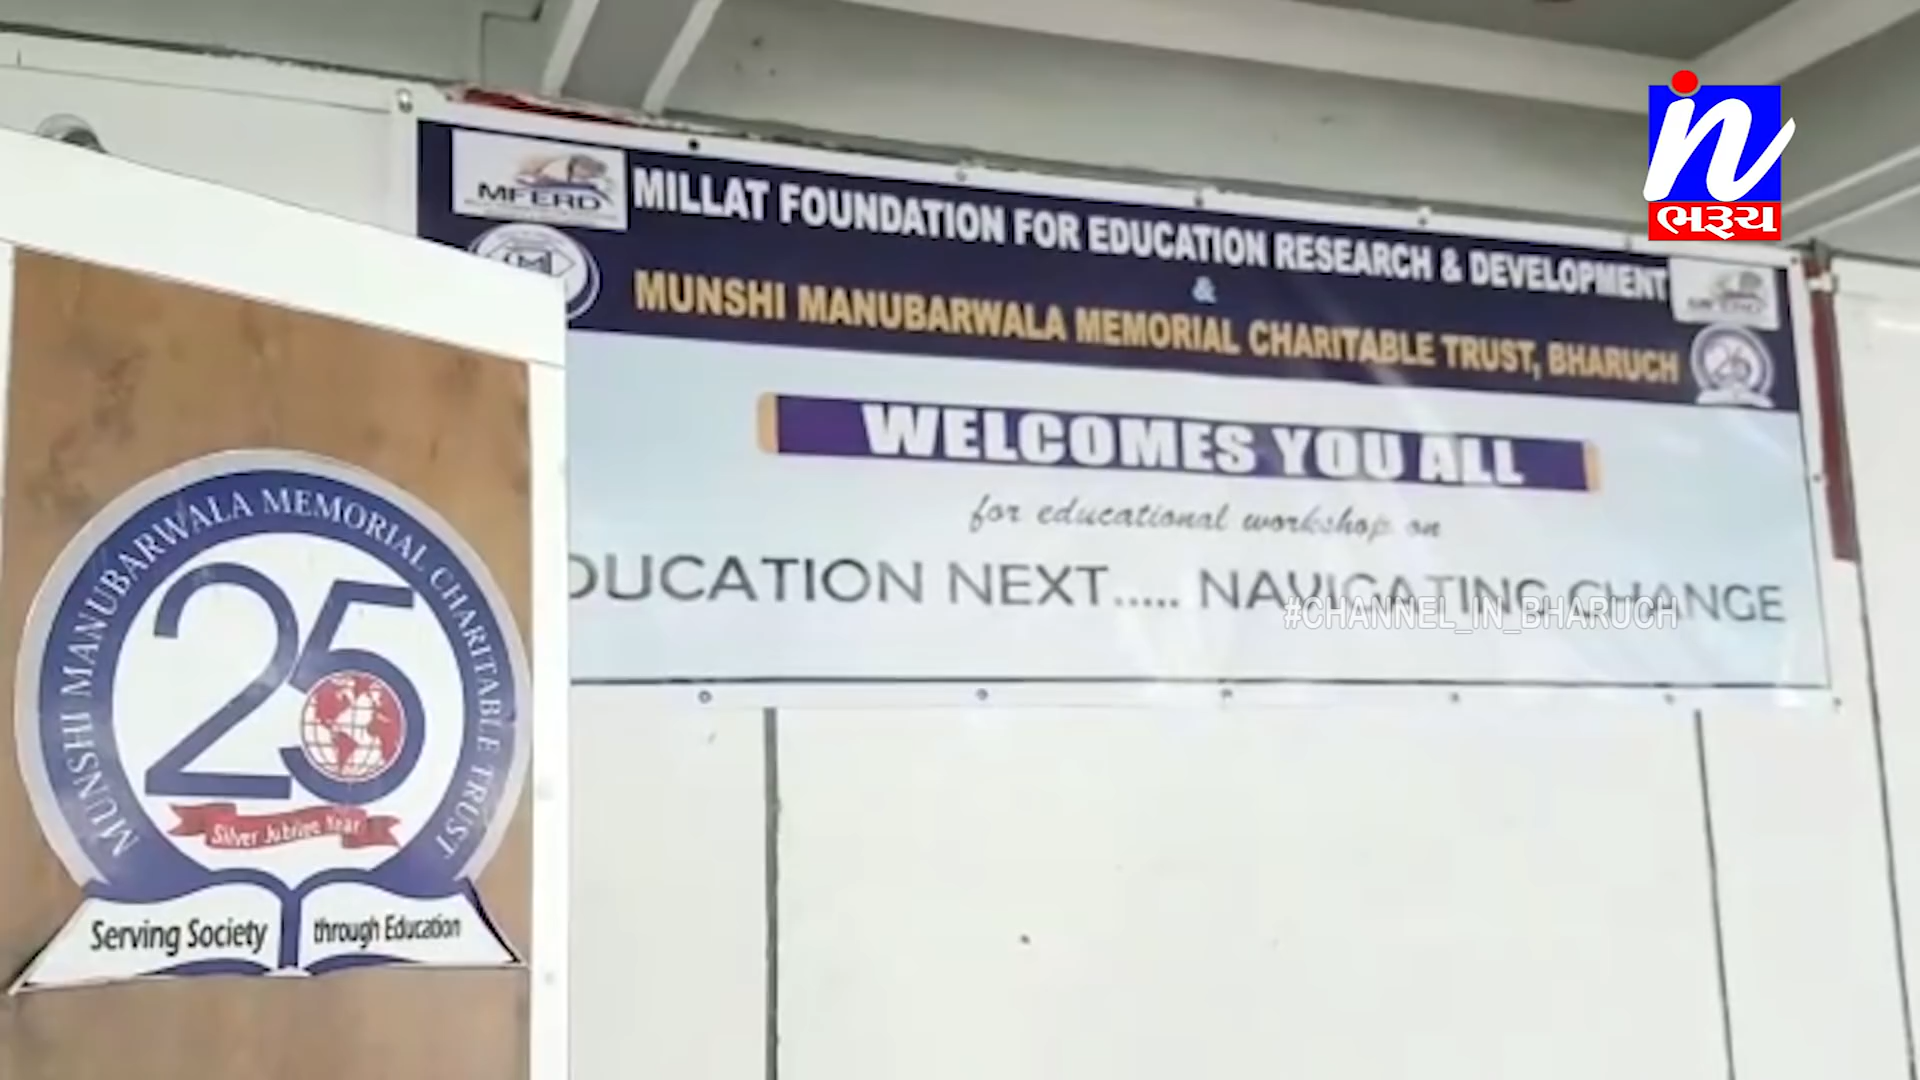 in
ભરૂચ
MFERD
MILLAT FOUNDATION FOR EDUCATION RESEARCH & DEVELOPMENT
&
MUNSHI MANUBARWALA MEMORIAL CHARITABLE TRUST, BHARUCH
WELCOMES YOU ALL
for educational workshop on
DUCATION NEXT..... NAVIGATING CHANGE
#CHANNEL_IN_BHARUCH
MUNSHI MANUBARWALA MEMORIAL CHARITABLE TRUST
25
Silver Jubilee Year
Serving Society through Education